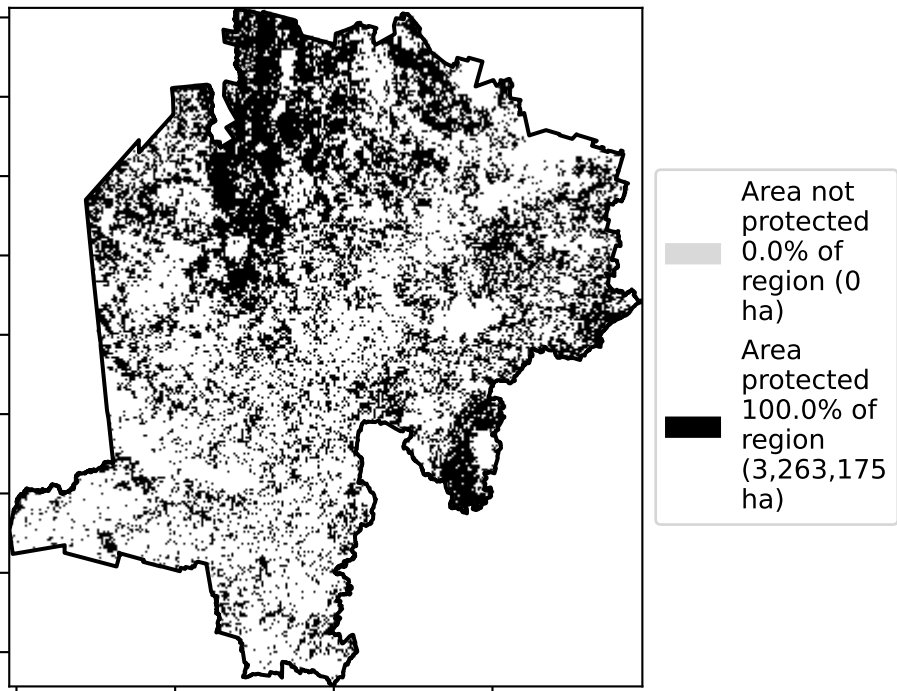 Area not
protected
0.0% of
region (0
ha)
Area
protected
100.0% of
region
(3,263,175
ha)